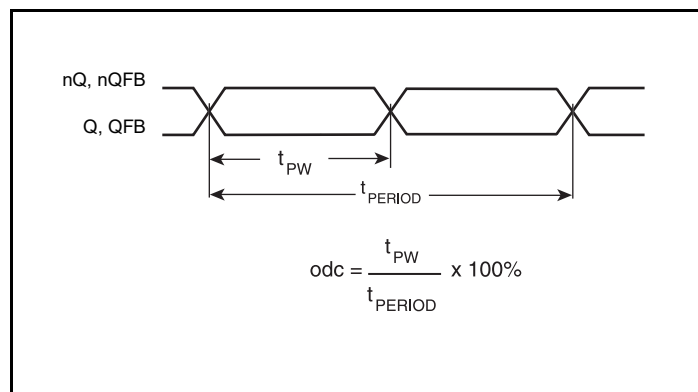 nQ, nQFB
Q, QFB
tPW
tPERIOD
odc = tPW / tPERIOD x 100%